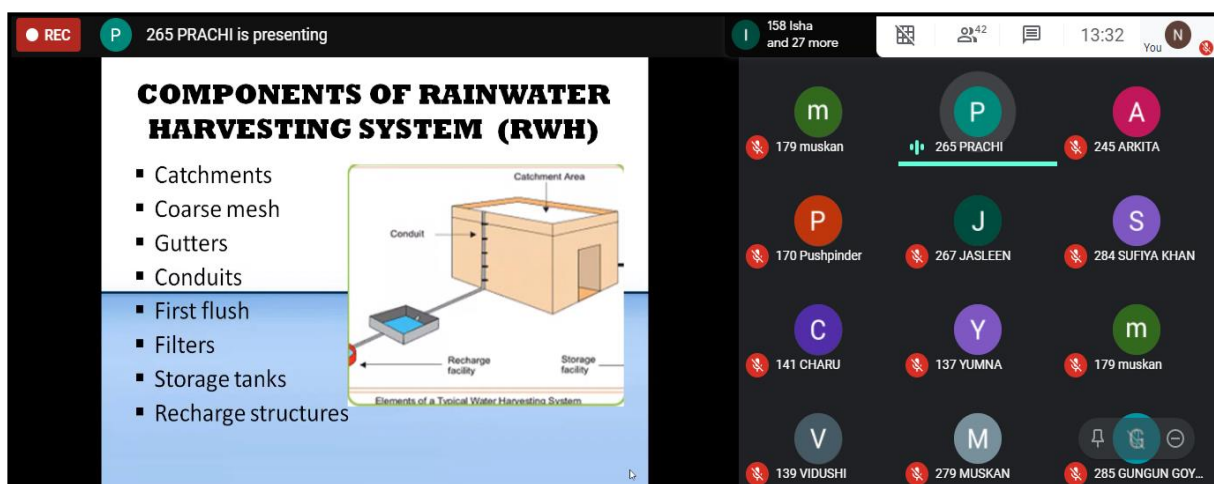 REC
P
265 PRACHI is presenting
I
158 Isha
and 27 more
42
13:32
You
N
COMPONENTS OF RAINWATER
HARVESTING SYSTEM (RWH)
▪ Catchments
▪ Coarse mesh
▪ Gutters
▪ Conduits
▪ First flush
▪ Filters
▪ Storage tanks
▪ Recharge structures
Catchment Area
Conduit
Recharge
facility
Storage
facility
Elements of a Typical Water Harvesting System
m
179 muskan
P
265 PRACHI
A
245 ARKITA
P
170 Pushpinder
J
267 JASLEEN
S
284 SUFIYA KHAN
C
141 CHARU
Y
137 YUMNA
m
179 muskan
V
139 VIDUSHI
M
279 MUSKAN
G
285 GUNGUN GOY...